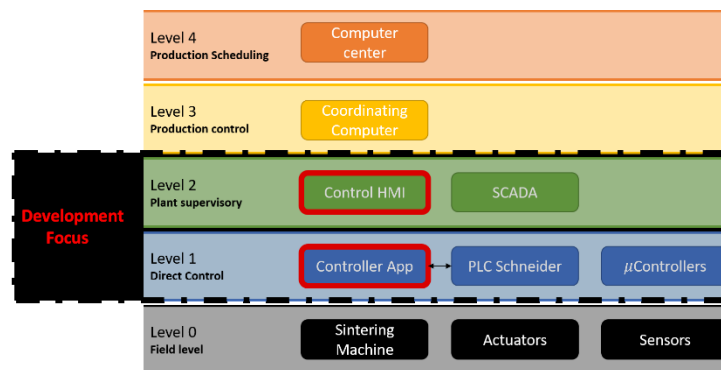 Level 4
Production Scheduling
Computer
center
Level 3
Production control
Coordinating
Computer
Development
Focus
Level 2
Plant supervisory
Control HMI
SCADA
Level 1
Direct Control
Controller App
PLC Schneider
μControllers
Level 0
Field level
Sintering
Machine
Actuators
Sensors